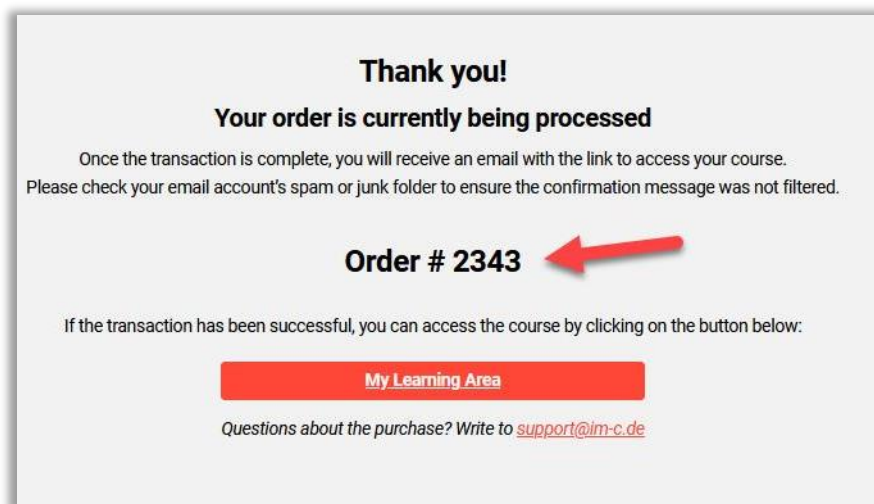 Thank you!
Your order is currently being processed
Once the transaction is complete, you will receive an email with the link to access your course.
Please check your email account's spam or junk folder to ensure the confirmation message was not filtered.
Order # 2343
If the transaction has been successful, you can access the course by clicking on the button below:
My Learning Area
Questions about the purchase? Write to support@im-c.de